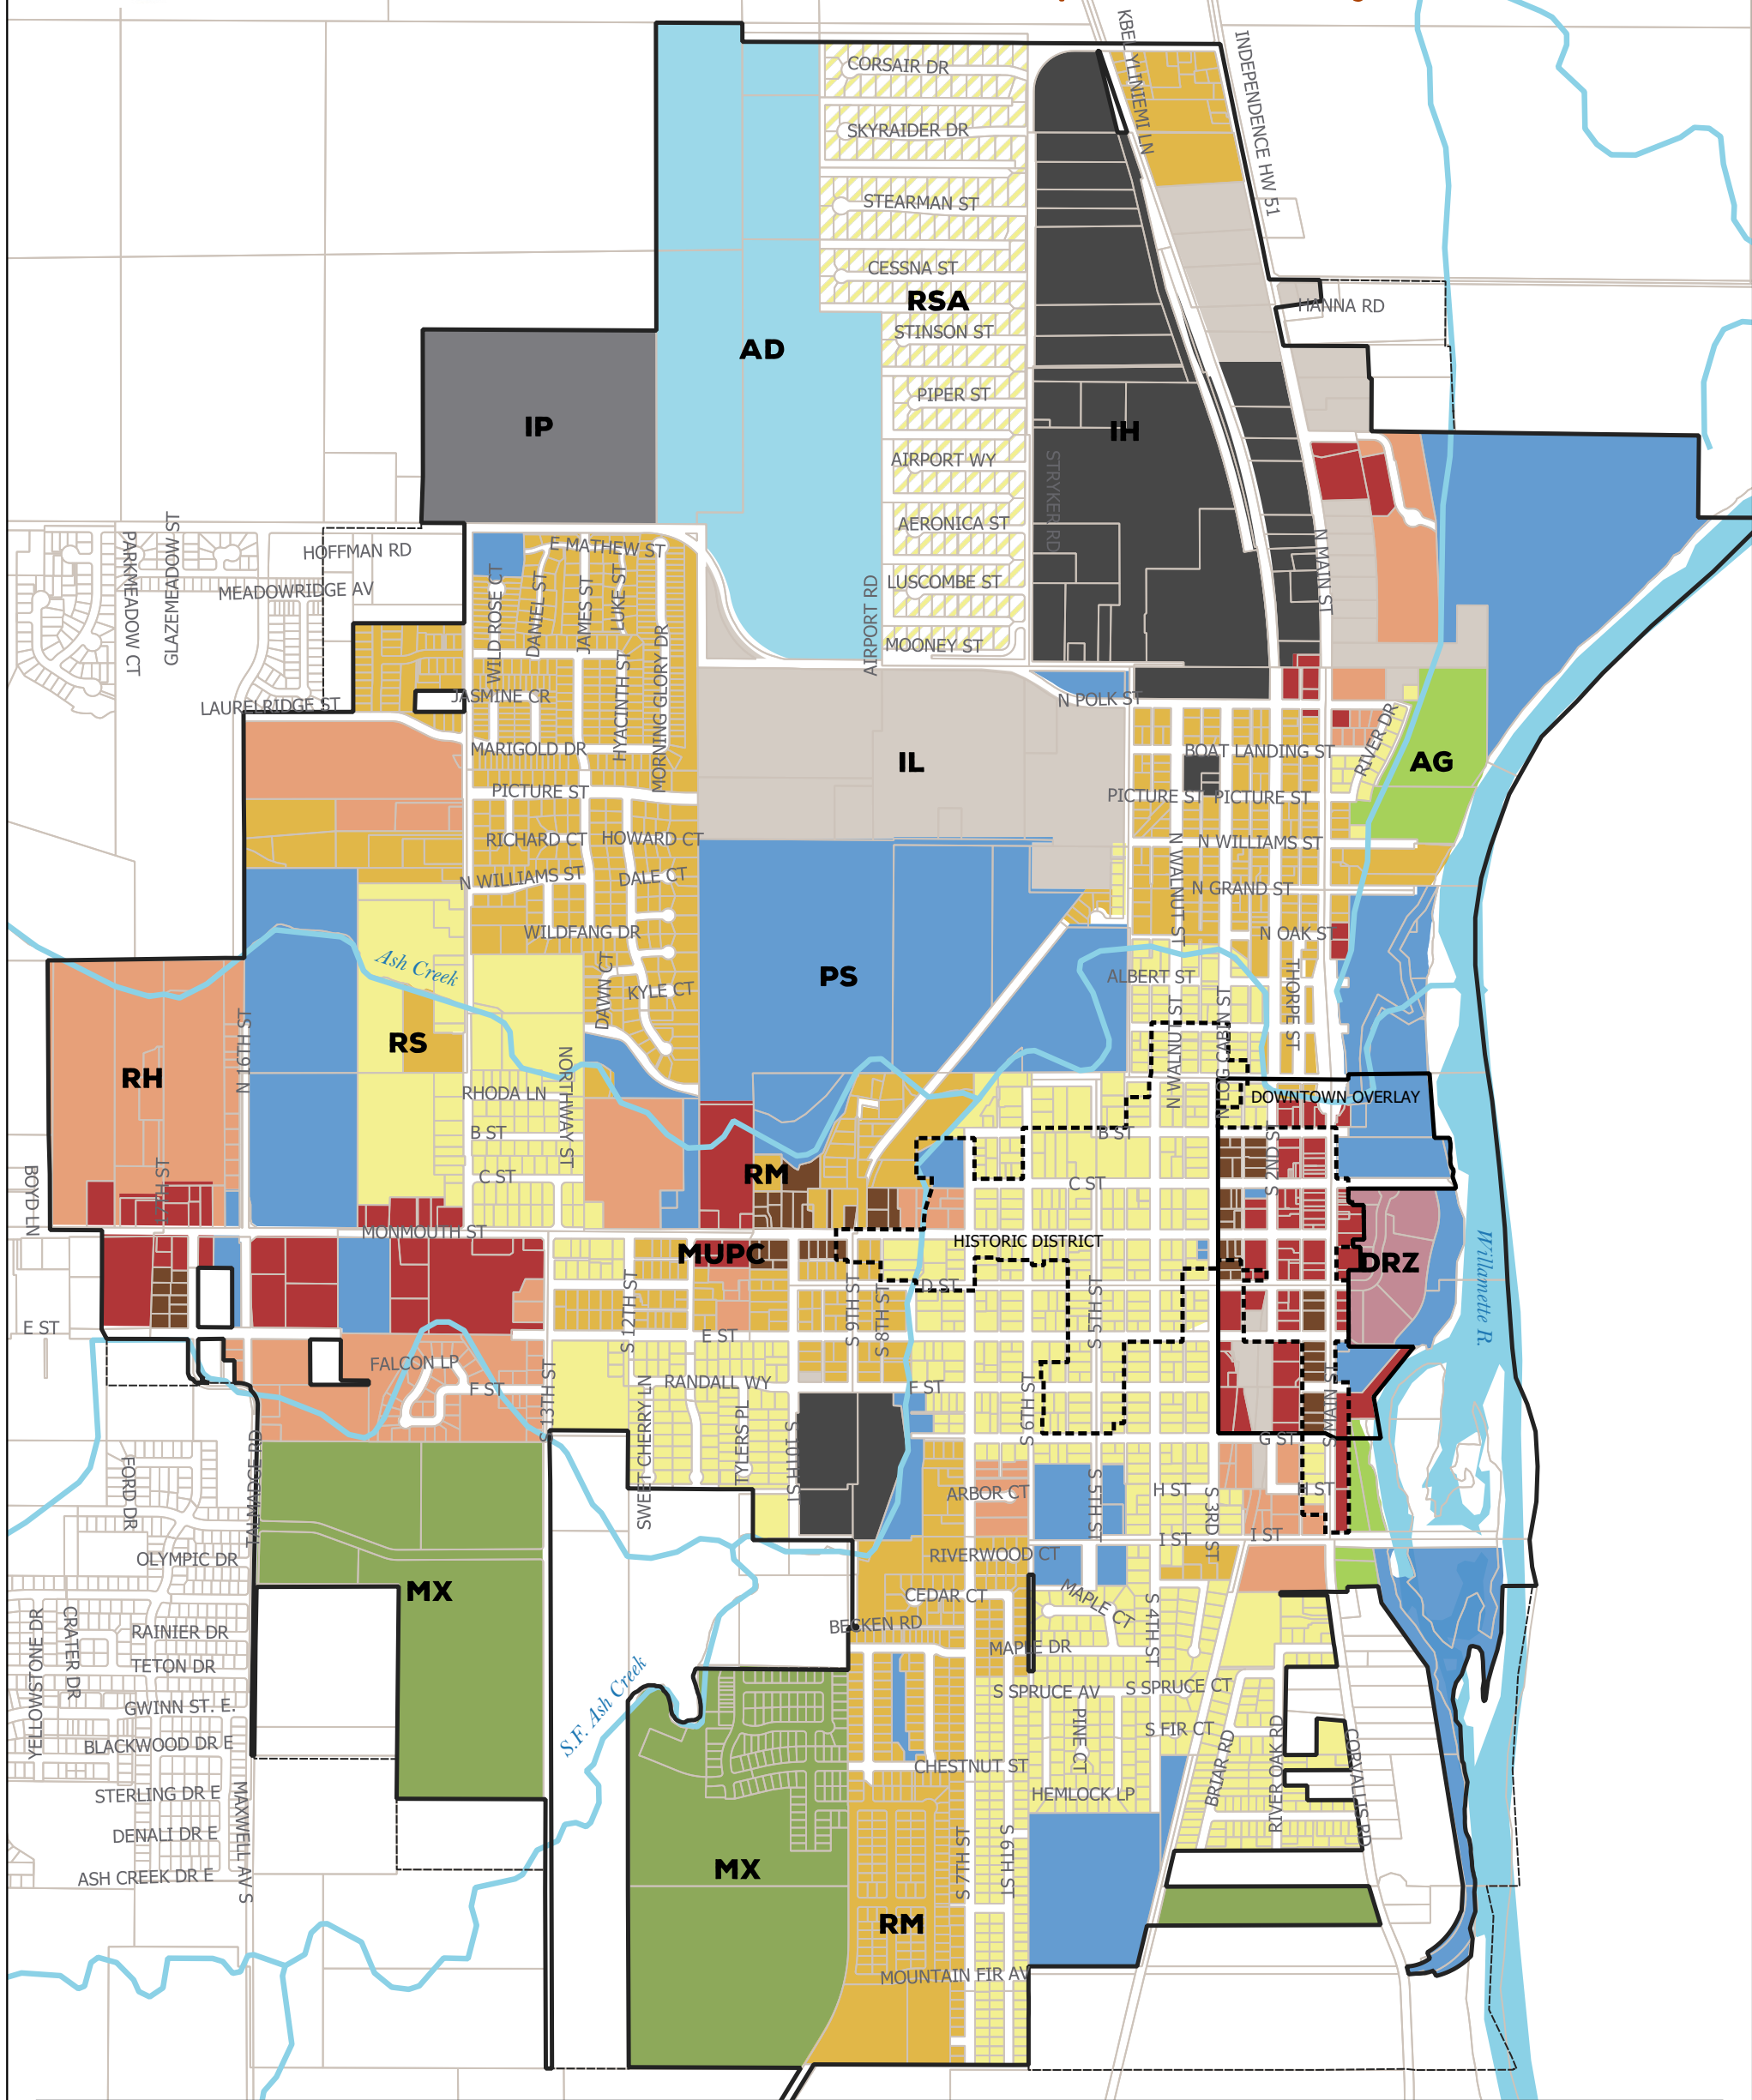 KBEL YLINIEMI LN
INDEPENDENCE HW 51
CORSAIR DR
SKYRAIDER DR
STEARMAN ST
CESSNA ST
RSA
HANNA RD
STINSON ST
AD
PIPER ST
IP
IH
AIRPORT WY
STRYKER RD
AERONICA ST
HOFFMAN RD
E MATHEW ST
PARKMEADOW CT
GLAZEMEADOW ST
MEADOWRIDGE AV
WILD ROSE CT
DANIEL ST
JAMES ST
LUKE ST
LUSCOMBE ST
N MAIN ST
AIRPORT RD
MOONEY ST
JASMINE CR
LAURELRIDGE ST
HYACINTH ST
MORNING GLORY DR
N POLK ST
MARIGOLD DR
IL
BOAT LANDING ST
RIVER DR
AG
PICTURE ST
PICTURE ST
PICTURE ST
RICHARD CT
HOWARD CT
N WILLIAMS ST
N WILLIAMS ST
DALE CT
N WALNUT ST
N GRAND ST
WILDFANG DR
N OAK ST
Ash Creek
PS
ALBERT ST
DAWN CT
KYLE CT
THORPE ST
RS
N 16TH ST
RH
NORTHWAY ST
N WALNUT ST
N LOG CABIN ST
RHODA LN
DOWNTOWN OVERLAY
B ST
B ST
S 2ND ST
BOYD LN
17TH ST
C ST
RM
C ST
MONMOUTH ST
MUPC
HISTORIC DISTRICT
DRZ
Willamette R.
D ST
S 12TH ST
S 9TH ST
S 8TH ST
S 5TH ST
E ST
E ST
FALCON LP
F ST
S 13TH ST
RANDALL WY
F ST
S 6TH ST
S MAIN ST
SWEET CHERRY LN
TYLERS PL
S 10TH ST
G ST
TALMADGE RD
FORD DR
ARBOR CT
S 5TH ST
H ST
S 3RD ST
I ST
I ST
I ST
OLYMPIC DR
RIVERWOOD CT
MX
CEDAR CT
MAPLE CT
S 4TH ST
YELLOWSTONE DR
CRATER DR
RAINIER DR
BECKEN RD
MAPLE DR
TETON DR
S.F. Ash Creek
S SPRUCE AV
S SPRUCE CT
GWINN ST. E.
PINE CT
S FIR CT
BLACKWOOD DR E
BRIAR RD
RIVER OAK RD
CORVALLIS RD
CHESTNUT ST
STERLING DR E
MAXWELL AV S
HEMLOCK LP
DENALI DR E
ASH CREEK DR E
MX
S 7TH ST
S 6TH ST
RM
MOUNTAIN FIR AV